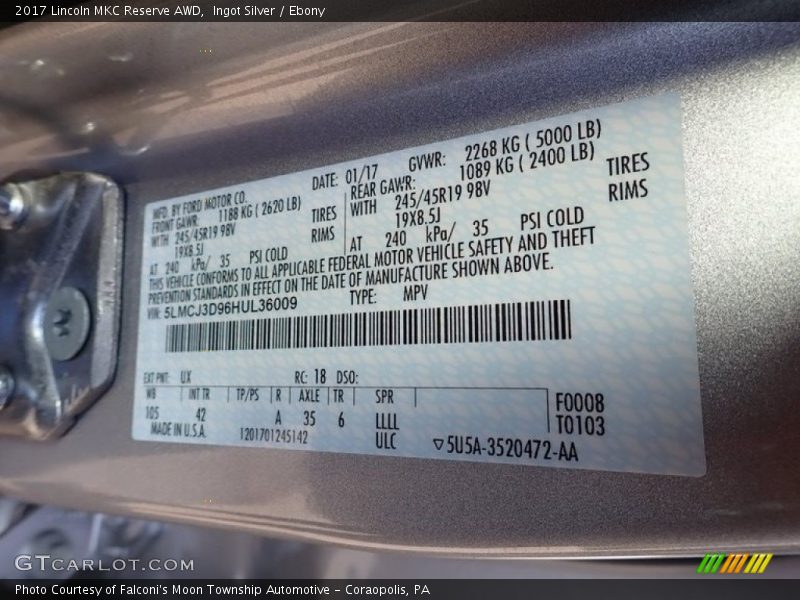 2017 Lincoln MKC Reserve AWD, Ingot Silver / Ebony
MFD. BY FORD MOTOR CO. DATE: 01/17 GVWR: 2268 KG ( 5000 LB)
FRONT GAWR: 1188 KG ( 2620 LB) REAR GAWR: 1089 KG ( 2400 LB)
WITH 245/45R19 98V TIRES WITH 245/45R19 98V TIRES
19X8.5J RIMS 19X8.5J RIMS
AT 240 kPa/ 35 PSI COLD AT 240 kPa/ 35 PSI COLD
THIS VEHICLE CONFORMS TO ALL APPLICABLE FEDERAL MOTOR VEHICLE SAFETY AND THEFT
PREVENTION STANDARDS IN EFFECT ON THE DATE OF MANUFACTURE SHOWN ABOVE.
VIN: 5LMCJ3D96HUL36009 TYPE: MPV
EXT PNT: UX RC: 18 DSO:
WB INT TR TP/PS R AXLE TR SPR F0008
105 42 A 35 6 LLLL T0103
MADE IN U.S.A. 1201701245142 ULC ▽5U5A-3520472-AA
GTCARLOT.COM
Photo Courtesy of Falconi's Moon Township Automotive - Coraopolis, PA